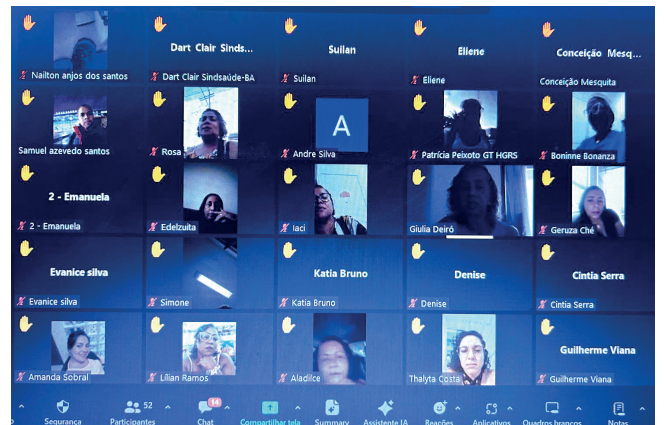 Nailton anjos dos santos
Dart Clair Sinds...
Dart Clair Sindsaúde-BA
Suilan
Suilan
Eliene
Eliene
Conceição Mesq...
Conceição Mesquita
Samuel azevedo santos
Rosa
A
Andre Silva
Patrícia Peixoto GT HGRS
Boninne Bonanza
2 - Emanuela
2 - Emanuela
Edelzuita
Iaci
Giulia Deiró
Geruza Ché
Evanice silva
Evanice silva
Simone
Katia Bruno
Katia Bruno
Denise
Denise
Cíntia Serra
Cíntia Serra
Amanda Sobral
Lílian Ramos
Aladilce
Thalyta Costa
Guilherme Viana
Guilherme Viana
52
14
Segurança
Participantes
Chat
Compartilhar tela
Summary
Assistente IA
Reações
Aplicativos
Quadros brancos
Notas